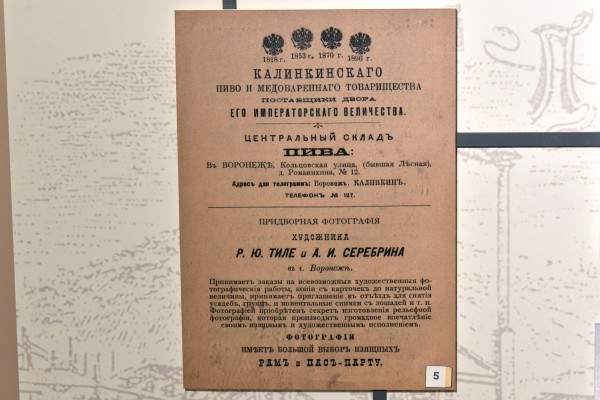 1818 г. 1853 г. 1870 г. 1896 г.
КАЛИНКИНСКАГО
ПИВО И МЕДОВАРЕННАГО ТОВАРИЩЕСТВА
ПОСТАВЩИКИ ДВОРА
ЕГО ИМПЕРАТОРСКАГО ВЕЛИЧЕСТВА.
ЦЕНТРАЛЬНЫЙ СКЛАДЪ
ПИВА:
Въ ВОРОНЕЖѢ, Кольцовская улица, (бывшая Лѣсная),
д. Романихина, № 12.
Адресъ для телеграммъ: Воронежъ. КАЛИНКИНЪ.
ТЕЛЕФОНЪ № 127.
ПРИДВОРНАЯ ФОТОГРАФІЯ
ХУДОЖНИКА
Р. Ю. ТИЛЕ и А. И. СЕРЕБРИНА
въ г. Воронежѣ.
Принимаетъ заказы на всевозможныя художественныя фо-
тографическія работы, копіи съ карточекъ до натуральной
величины, принимаетъ приглашеніе въ отъѣздъ для снятія
усадебъ, группъ, и моментальные снимки съ лошадей и т. п.
Фотографіей пріобрѣтенъ секретъ изготовленія рельефной
фотографіи, которая производитъ громадное впечатлѣніе
своимъ изящнымъ и художественнымъ исполненіемъ.
ФОТОГРАФІИ
ИМѢЕТЪ БОЛЬШОЙ ВЫБОРЪ ИЗЯЩНЫХЪ
РАМЪ и ПАСЪ-ПАРТУ.
5